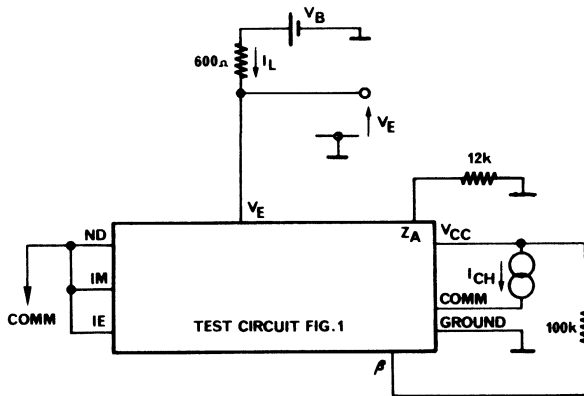 V_B
600Ω
I_L
V_E
12k
V_E
Z_A
ND
V_CC
IM
I_CH
COMM
COMM
IE
TEST CIRCUIT FIG.1
GROUND
100k
β